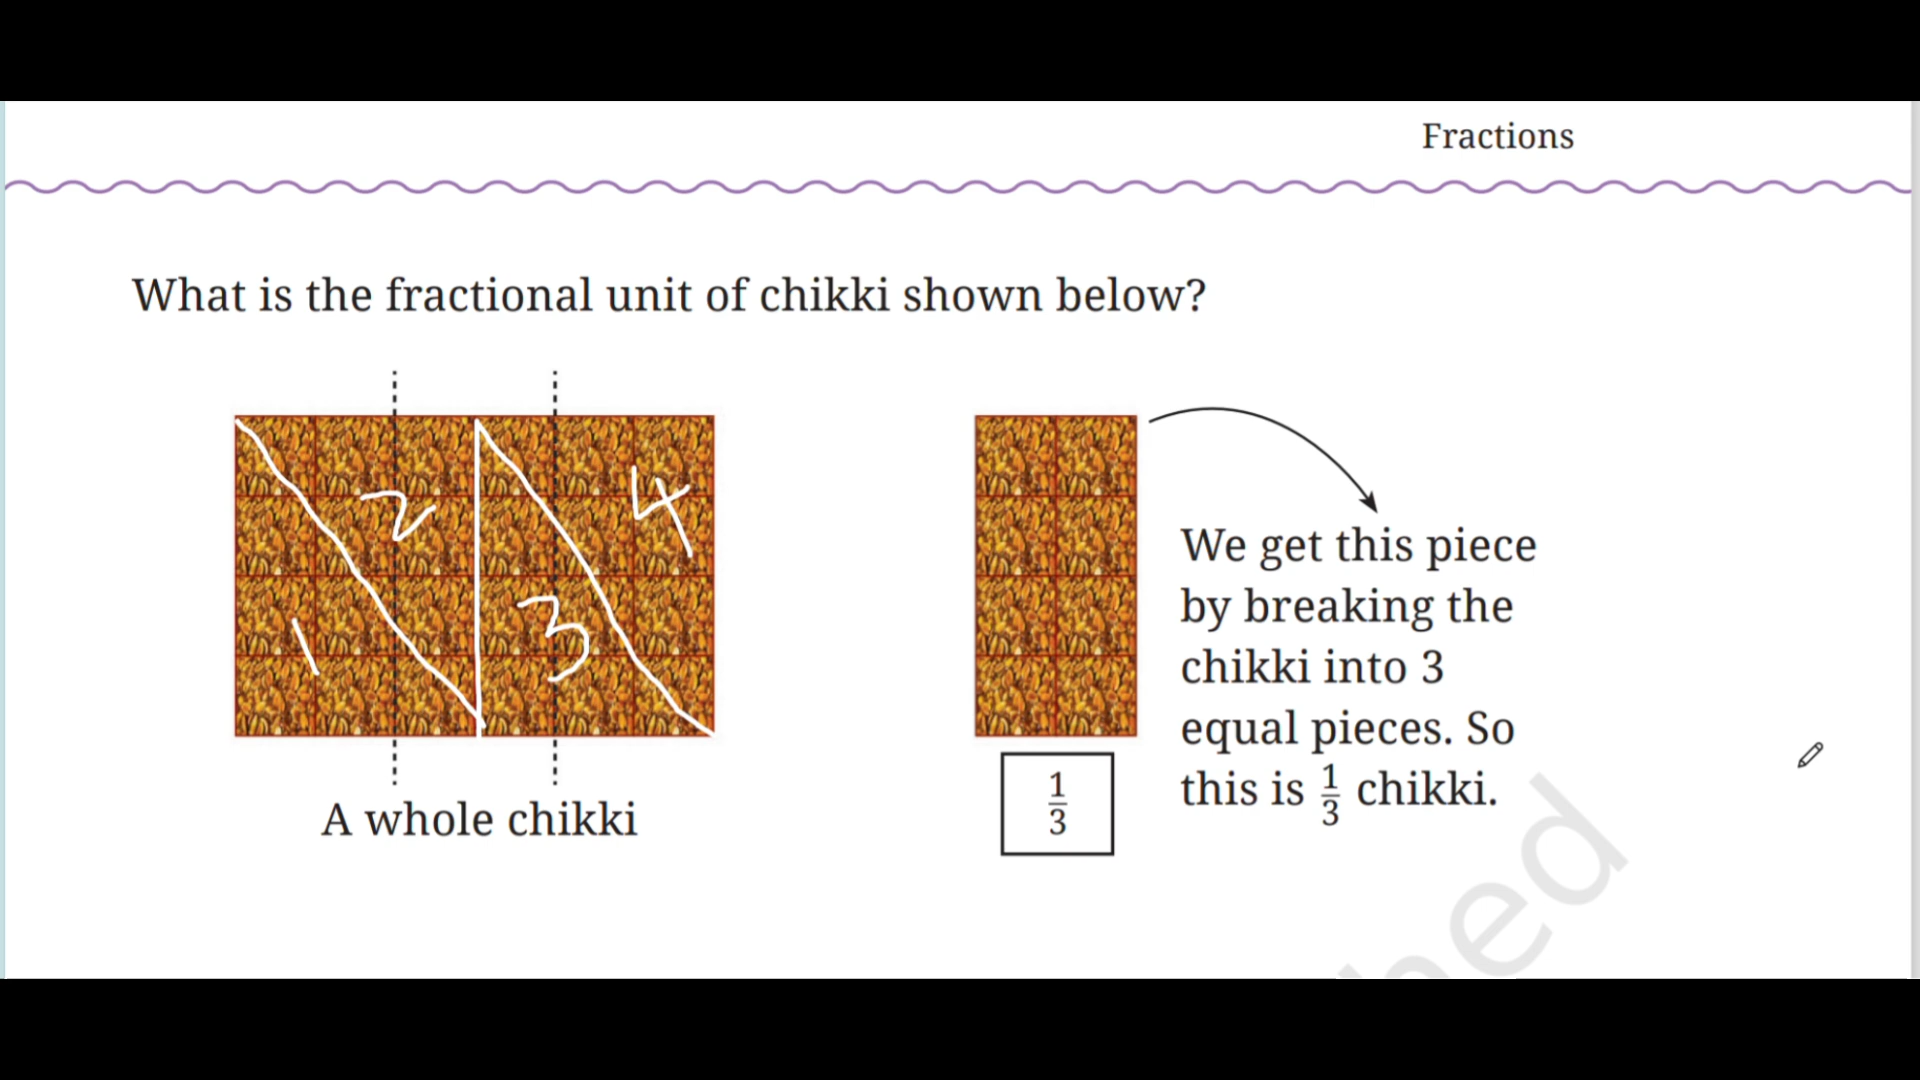 Fractions
What is the fractional unit of chikki shown below?
1
2
3
4
A whole chikki
1
3
We get this piece
by breaking the
chikki into 3
equal pieces. So
this is 1/3 chikki.